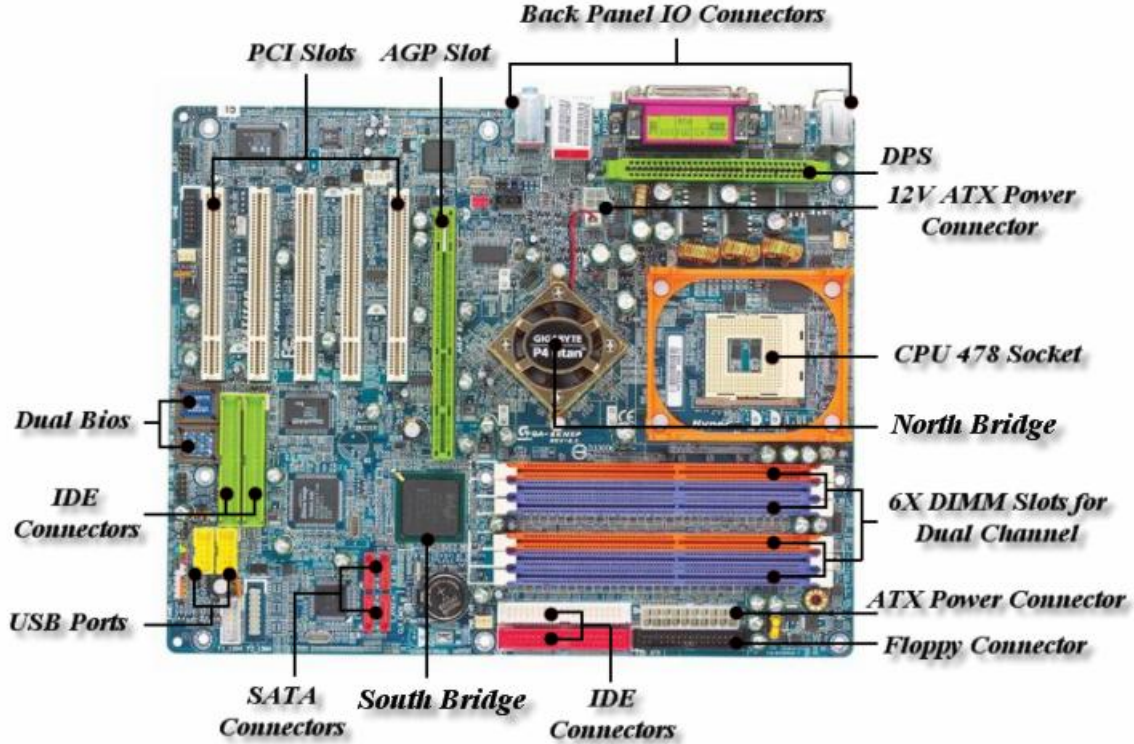 Back Panel IO Connectors
PCI Slots
AGP Slot
DPS
12V ATX Power
Connector
CPU 478 Socket
North Bridge
Dual Bios
IDE
Connectors
6X DIMM Slots for
Dual Channel
USB Ports
ATX Power Connector
Floppy Connector
SATA
Connectors
South Bridge
IDE
Connectors
GIGABYTE
AGP